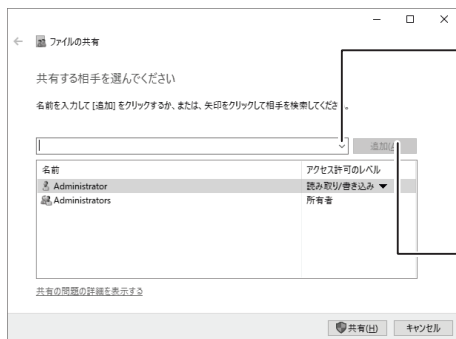 ファイルの共有
共有する相手を選んでください
名前を入力して [追加] をクリックするか、または、矢印をクリックして相手を検索してくださ 。
追加(A
名前 アクセス許可のレベル
Administrator 読み取り/書き込み ▼
Administrators 所有者
共有の問題の詳細を表示する
共有(H) キャンセル